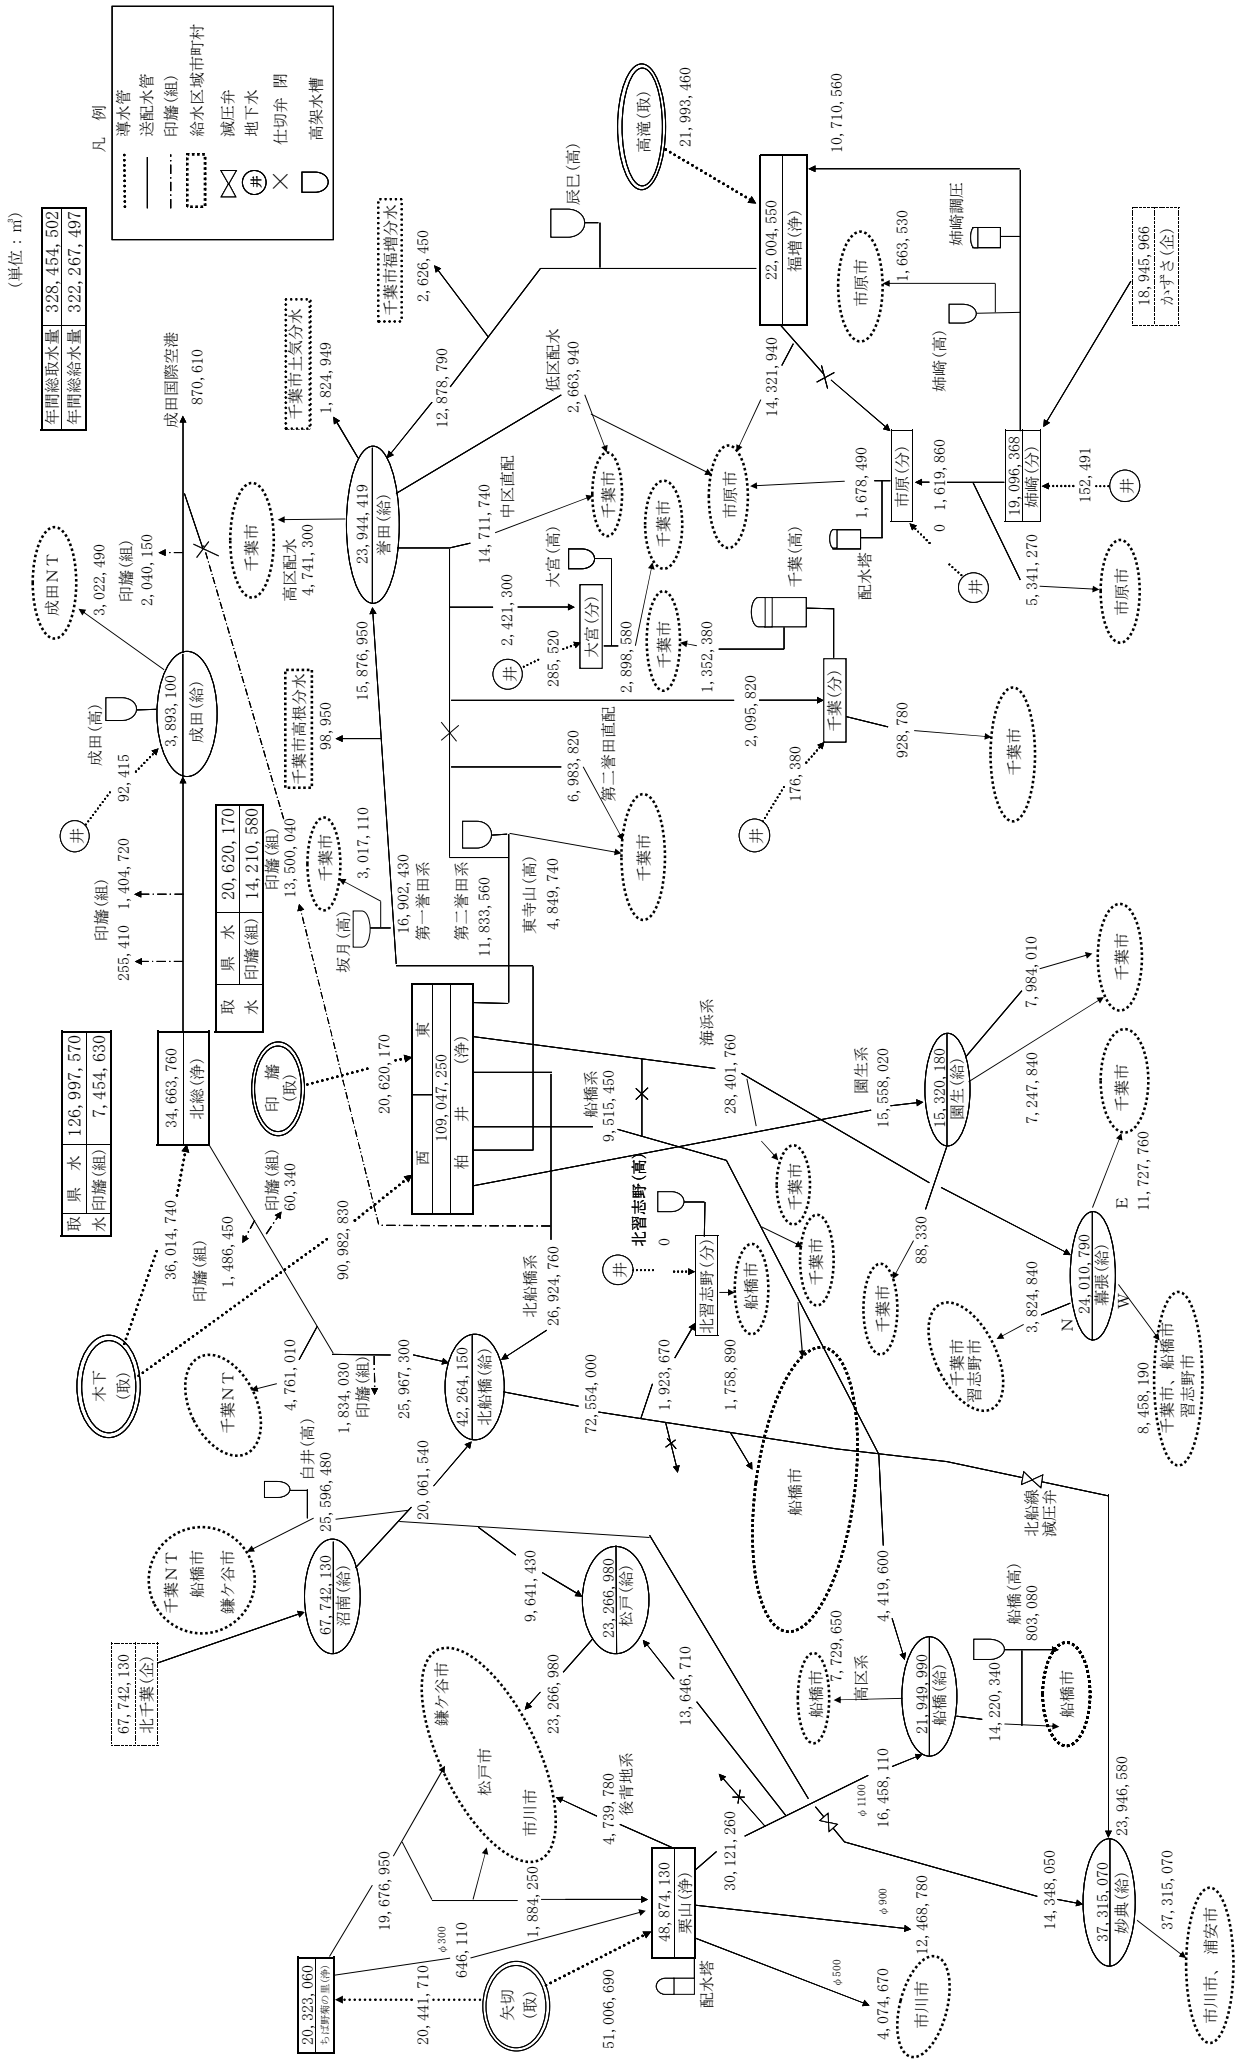 (単位：㎥)
年間総取水量 328,454,502
年間総給水量 322,267,497
凡　例
導水管
送配水管
印旛(組)
給水区域市町村
減圧弁
井 地下水
仕切弁 閉
高架水槽
取水 県　水 126,997,570
印旛(組) 7,454,630
取水 県　水 20,620,170
印旛(組) 14,210,580
木下
(取)
36,014,740
34,663,760
北総(浄)
印旛(組)
255,410
1,404,720
井
92,415
成田(高)
3,893,100
成田(給)
成田NT
3,022,490
印旛(組)
2,040,150
成田国際空港
870,610
印旛(組)
1,486,450
印旛(組)
60,340
90,982,830
印　旛
(取)
20,620,170
印旛(組)
13,500,040
西
東
109,047,250
柏　井　(浄)
千葉NT
4,761,010
1,834,030
印旛(組)
25,967,300
42,264,150
北船橋(給)
北船橋系
26,924,760
67,742,130
北千葉(企)
67,742,130
沼南(給)
千葉NT
船橋市
鎌ケ谷市
白井(高)
25,596,480
20,061,540
9,641,430
23,266,980
松戸(給)
23,266,980
13,646,710
鎌ケ谷市
松戸市
市川市
19,676,950
1,884,250
φ300
646,110
20,323,060
ちば野菊の里(浄)
20,441,710
矢切
(取)
51,006,690
48,874,130
栗山(浄)
配水塔
4,739,780
後背地系
30,121,260
φ1100
16,458,110
φ900
12,468,780
φ500
4,074,670
市川市
14,348,050
37,315,070
妙典(給)
37,315,070
市川市、 浦安市
23,946,580
北船線
減圧弁
船橋市
7,729,650
高区系
21,949,990
船橋(給)
14,220,340
船橋(高)
803,080
船橋市
4,419,600
船橋市
72,554,000
1,923,670
1,758,890
井
北習志野(高)
0
北習志野(分)
船橋市
船橋系
9,515,450
千葉市
千葉市
海浜系
28,401,760
園生系
15,558,020
15,320,180
園生(給)
88,330
千葉市
7,247,840
7,984,010
千葉市
24,010,790
幕張(給)
N
E
W
3,824,840
千葉市
習志野市
11,727,760
千葉市
8,458,190
千葉市、船橋市
習志野市
坂月(高)
千葉市
3,017,110
16,902,430
第一誉田系
第二誉田系
11,833,560
東寺山(高)
4,849,740
千葉市
千葉市高根分水
98,950
15,876,950
第二誉田直配
6,983,820
23,944,419
誉田(給)
高区配水
4,741,300
千葉市
千葉市土気分水
1,824,949
12,878,790
千葉市福増分水
2,626,450
低区配水
2,663,940
中区直配
14,711,740
千葉市
2,421,300
井
285,520
大宮(高)
大宮(分)
2,898,580
千葉市
千葉市
1,352,380
千葉(高)
2,095,820
千葉(分)
井
176,380
928,780
千葉市
辰巳(高)
高滝(取)
21,993,460
22,004,550
福増(浄)
10,710,560
14,321,940
市原市
1,678,490
配水塔
市原(分)
井
0
1,619,860
5,341,270
市原市
19,096,368
姉崎(分)
152,491
井
姉崎(高)
市原市
1,663,530
姉崎調圧
18,945,966
かずさ(企)